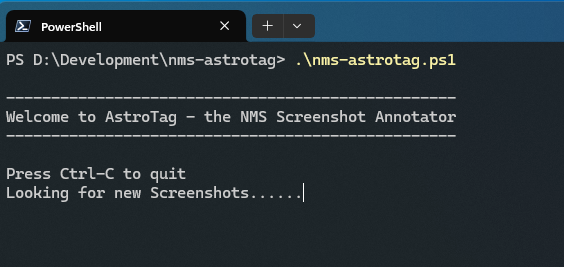 PowerShell
PS D:\Development\nms-astrotag> .\nms-astrotag.ps1
--------------------------------------------------
Welcome to AstroTag - the NMS Screenshot Annotator
--------------------------------------------------
Press Ctrl-C to quit
Looking for new Screenshots......